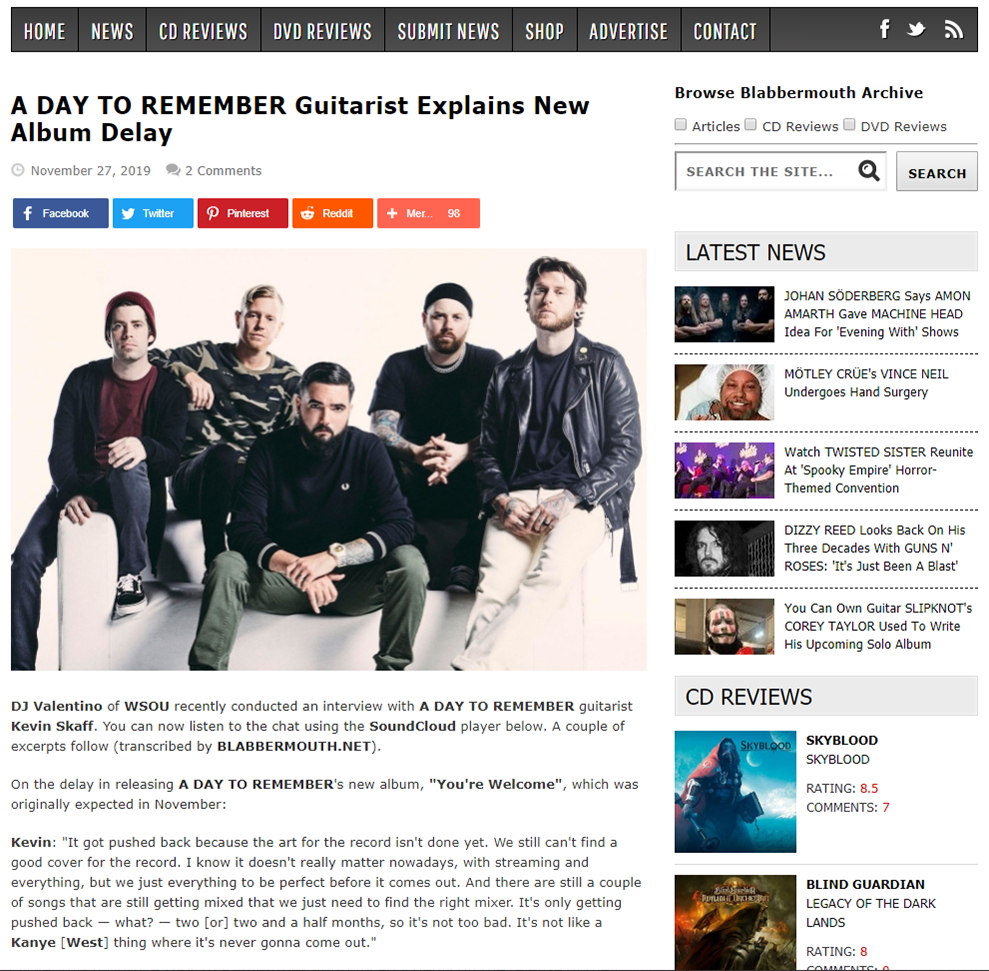 HOME NEWS CD REVIEWS DVD REVIEWS SUBMIT NEWS SHOP ADVERTISE CONTACT
A DAY TO REMEMBER Guitarist Explains New
Album Delay
November 27, 2019 2 Comments
Facebook Twitter Pinterest Reddit Mer... 98
DJ Valentino of WSOU recently conducted an interview with A DAY TO REMEMBER guitarist
Kevin Skaff. You can now listen to the chat using the SoundCloud player below. A couple of
excerpts follow (transcribed by BLABBERMOUTH.NET).
On the delay in releasing A DAY TO REMEMBER's new album, "You're Welcome", which was
originally expected in November:
Kevin: "It got pushed back because the art for the record isn't done yet. We still can't find a
good cover for the record. I know it doesn't really matter nowadays, with streaming and
everything, but we just everything to be perfect before it comes out. And there are still a couple
of songs that are still getting mixed that we just need to find the right mixer. It's only getting
pushed back — what? — two [or] two and a half months, so it's not too bad. It's not like a
Kanye [West] thing where it's never gonna come out."
Browse Blabbermouth Archive
Articles CD Reviews DVD Reviews
SEARCH THE SITE... SEARCH
LATEST NEWS
JOHAN SÖDERBERG Says AMON
AMARTH Gave MACHINE HEAD
Idea For 'Evening With' Shows
MÖTLEY CRÜE's VINCE NEIL
Undergoes Hand Surgery
Watch TWISTED SISTER Reunite
At 'Spooky Empire' Horror-
Themed Convention
DIZZY REED Looks Back On His
Three Decades With GUNS N'
ROSES: 'It's Just Been A Blast'
You Can Own Guitar SLIPKNOT's
COREY TAYLOR Used To Write
His Upcoming Solo Album
CD REVIEWS
SKYBLOOD
SKYBLOOD
SKYBLOOD
RATING: 8.5
COMMENTS: 7
BLIND GUARDIAN
LEGACY OF THE DARK
LANDS
RATING: 8
COMMENTS: